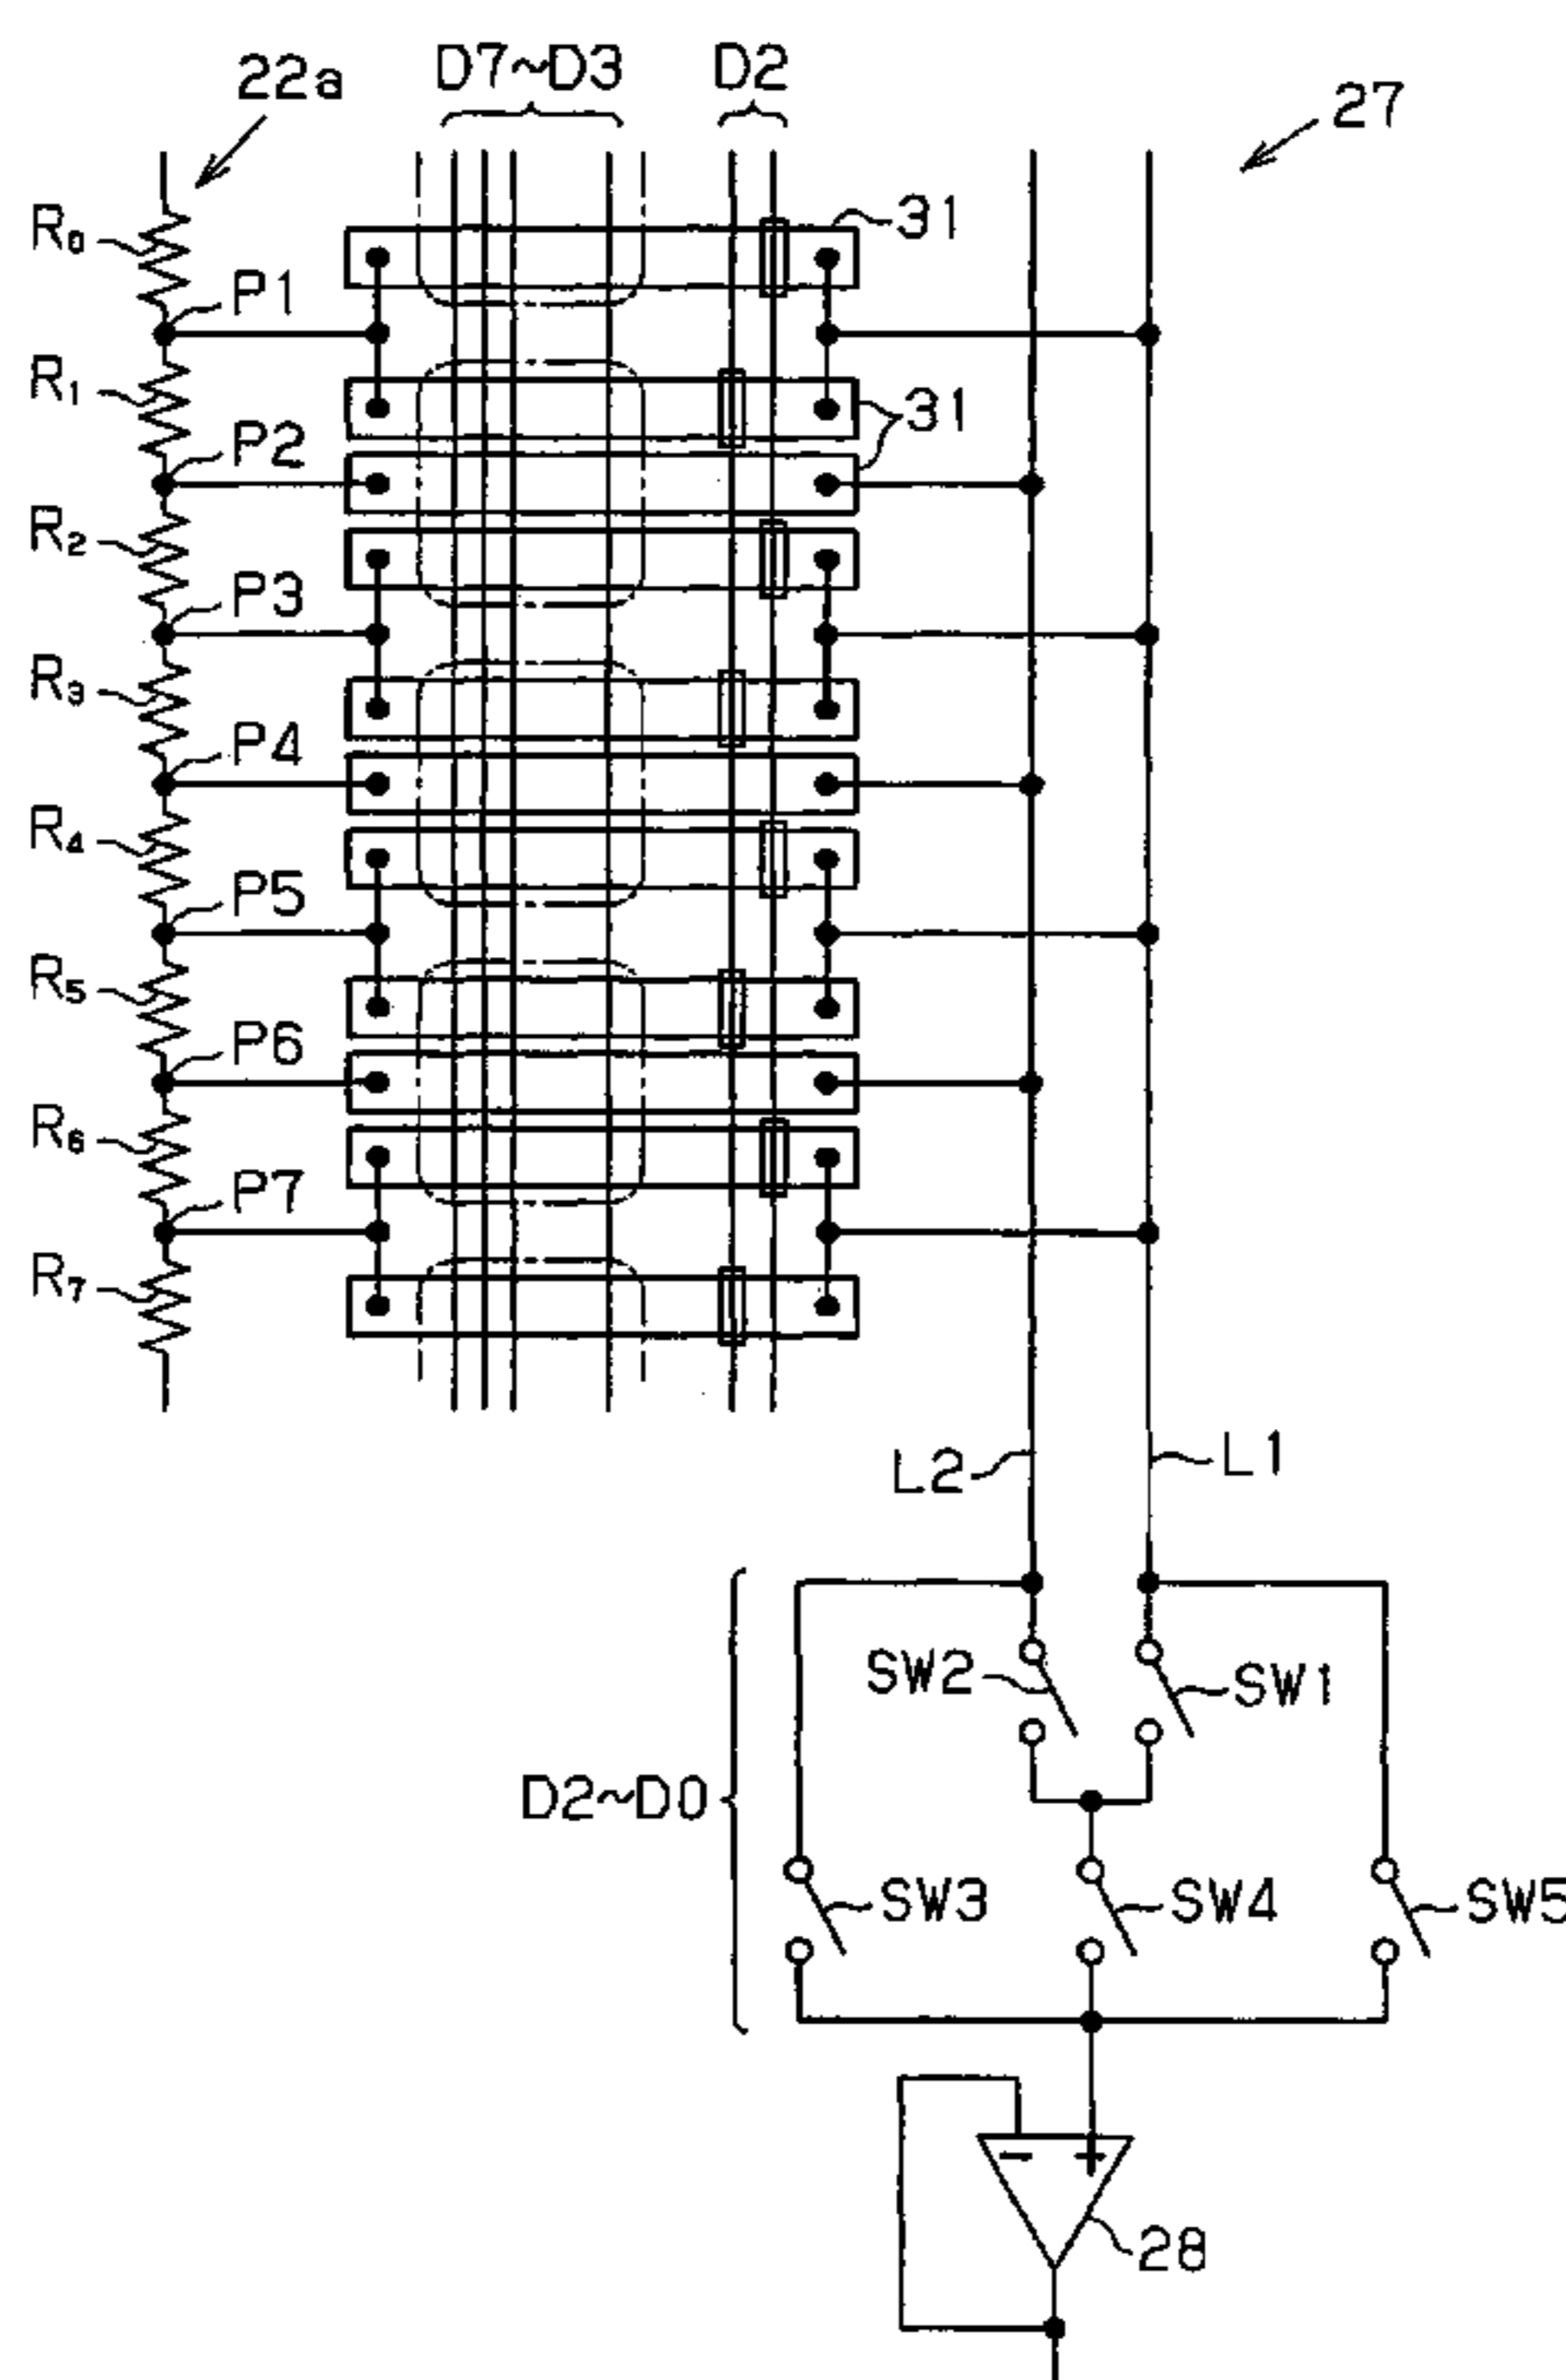 22a
D7~D3
D2
27
R0
31
P1
R1
31
P2
R2
P3
R3
P4
R4
P5
R5
P6
R6
P7
R7
L2
L1
SW2
SW1
D2~D0
SW3
SW4
SW5
- +
28